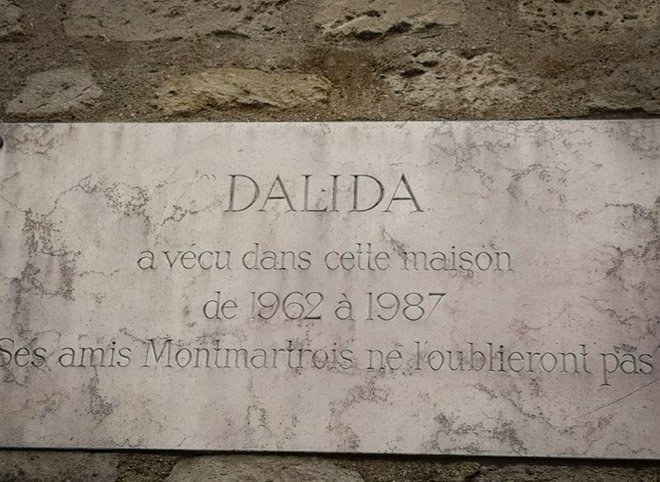 DALIDA
a vécu dans cette maison
de 1962 à 1987
Ses amis Montmartrois ne l'oublieront pas